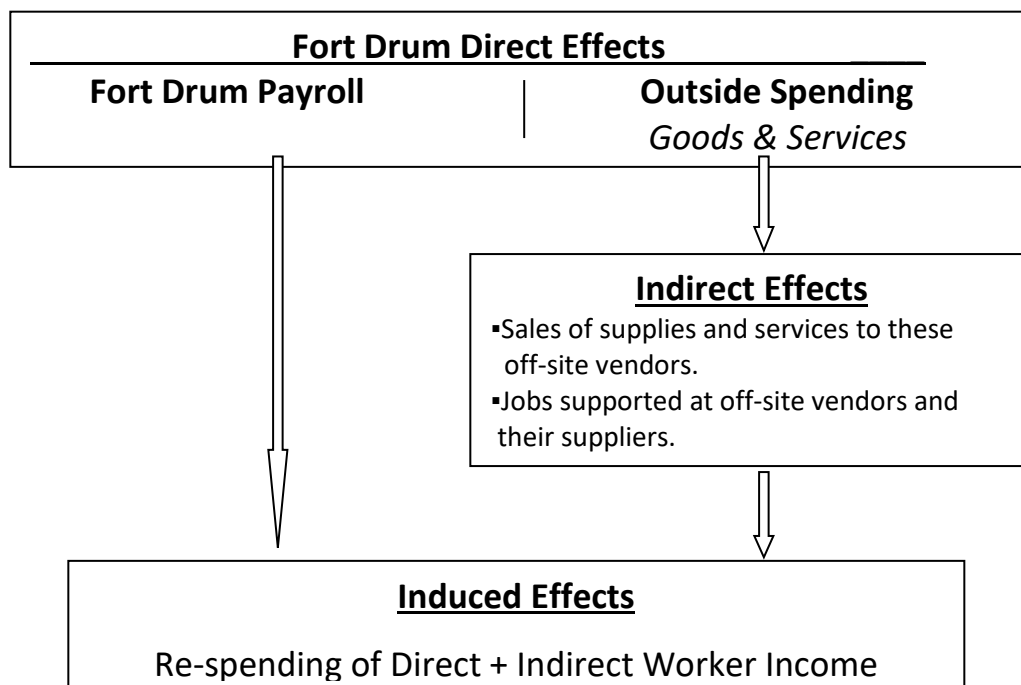 Fort Drum Direct Effects
Fort Drum Payroll
Outside Spending
Goods & Services
Indirect Effects
▪Sales of supplies and services to these
off-site vendors.
▪Jobs supported at off-site vendors and
their suppliers.
Induced Effects
Re-spending of Direct + Indirect Worker Income